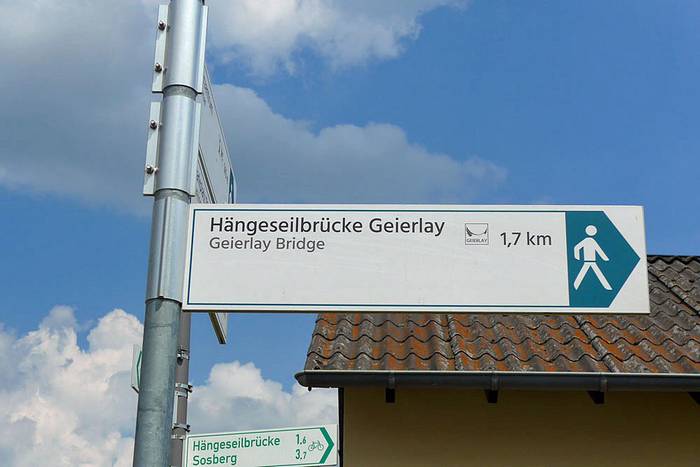 Hängeseilbrücke Geierlay
Geierlay Bridge
GEIERLAY
1,7 km
Hängeseilbrücke 1.6
Sosberg 3.7